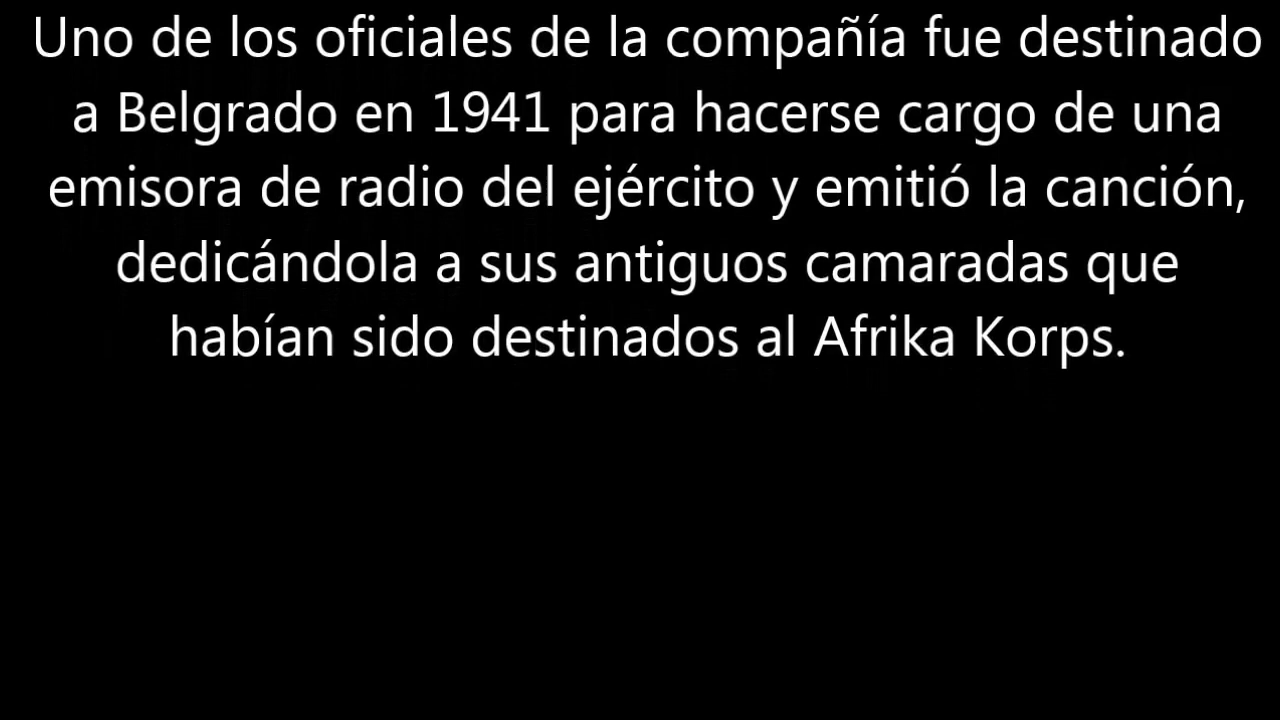 Uno de los oficiales de la compañía fue destinado
a Belgrado en 1941 para hacerse cargo de una
emisora de radio del ejército y emitió la canción,
dedicándola a sus antiguos camaradas que
habían sido destinados al Afrika Korps.